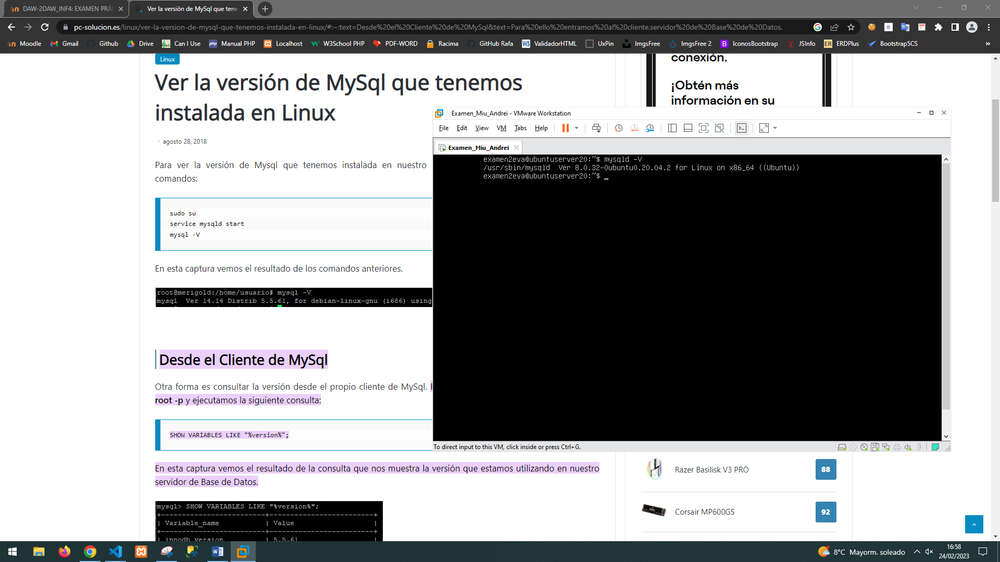 DAW-2DAW_INF4: EXAMEN PRÁC
Ver la versión de MySql que tene
pc-solucion.es/linux/ver-la-version-de-mysql-que-tenemos-instalada-en-linux/#:~:text=Desde%20el%20Cliente%20de%20MySql&text=Para%20ello%20entramos%20al%20cliente,servidor%20de%20Base%20de%20Datos.
Moodle
Gmail
Github
Drive
Can I Use
php Manual PHP
Localhost
W3School PHP
PDF-WORD
Racima
GitHub Rafa
W3 ValidadorHTML
UxPin
ImgsFree
ImgsFree 2
B IconosBootstrap
JSInfo
ER ERDPlus
Bootstrap5CS
»
Linux
Ver la versión de MySql que tenemos
instalada en Linux
agosto 28, 2018
Para ver la versión de Mysql que tenemos instalada en nuestro
comandos:
sudo su
service mysqld start
mysql -V
En esta captura vemos el resultado de los comandos anteriores.
root@merigold:/home/usuario# mysql -V
mysql  Ver 14.14 Distrib 5.5.61, for debian-linux-gnu (i686) using
Desde el Cliente de MySql
Otra forma es consultar la versión desde el propio cliente de MySql.
root -p y ejecutamos la siguiente consulta:
SHOW VARIABLES LIKE "%version%";
En esta captura vemos el resultado de la consulta que nos muestra la versión que estamos utilizando en nuestro
servidor de Base de Datos.
mysql> SHOW VARIABLES LIKE "%version%";
+-------------------------+-------------------------+
| Variable_name | Value |
+-------------------------+-------------------------+
| innodb_version | 5.5.61 |
conexión.
¡Obtén más
información en su
Examen_Miu_Andrei - VMware Workstation
File Edit View VM Tabs Help
Examen_Miu_Andrei
examen2eva@ubuntuserver20:~$ mysqld -V
/usr/sbin/mysqld  Ver 8.0.32-0ubuntu0.20.04.2 for Linux on x86_64 ((Ubuntu))
examen2eva@ubuntuserver20:~$ _
To direct input to this VM, click inside or press Ctrl+G.
Razer Basilisk V3 PRO
88
Corsair MP600GS
92
8°C Mayorm. soleado
16:58
24/02/2023